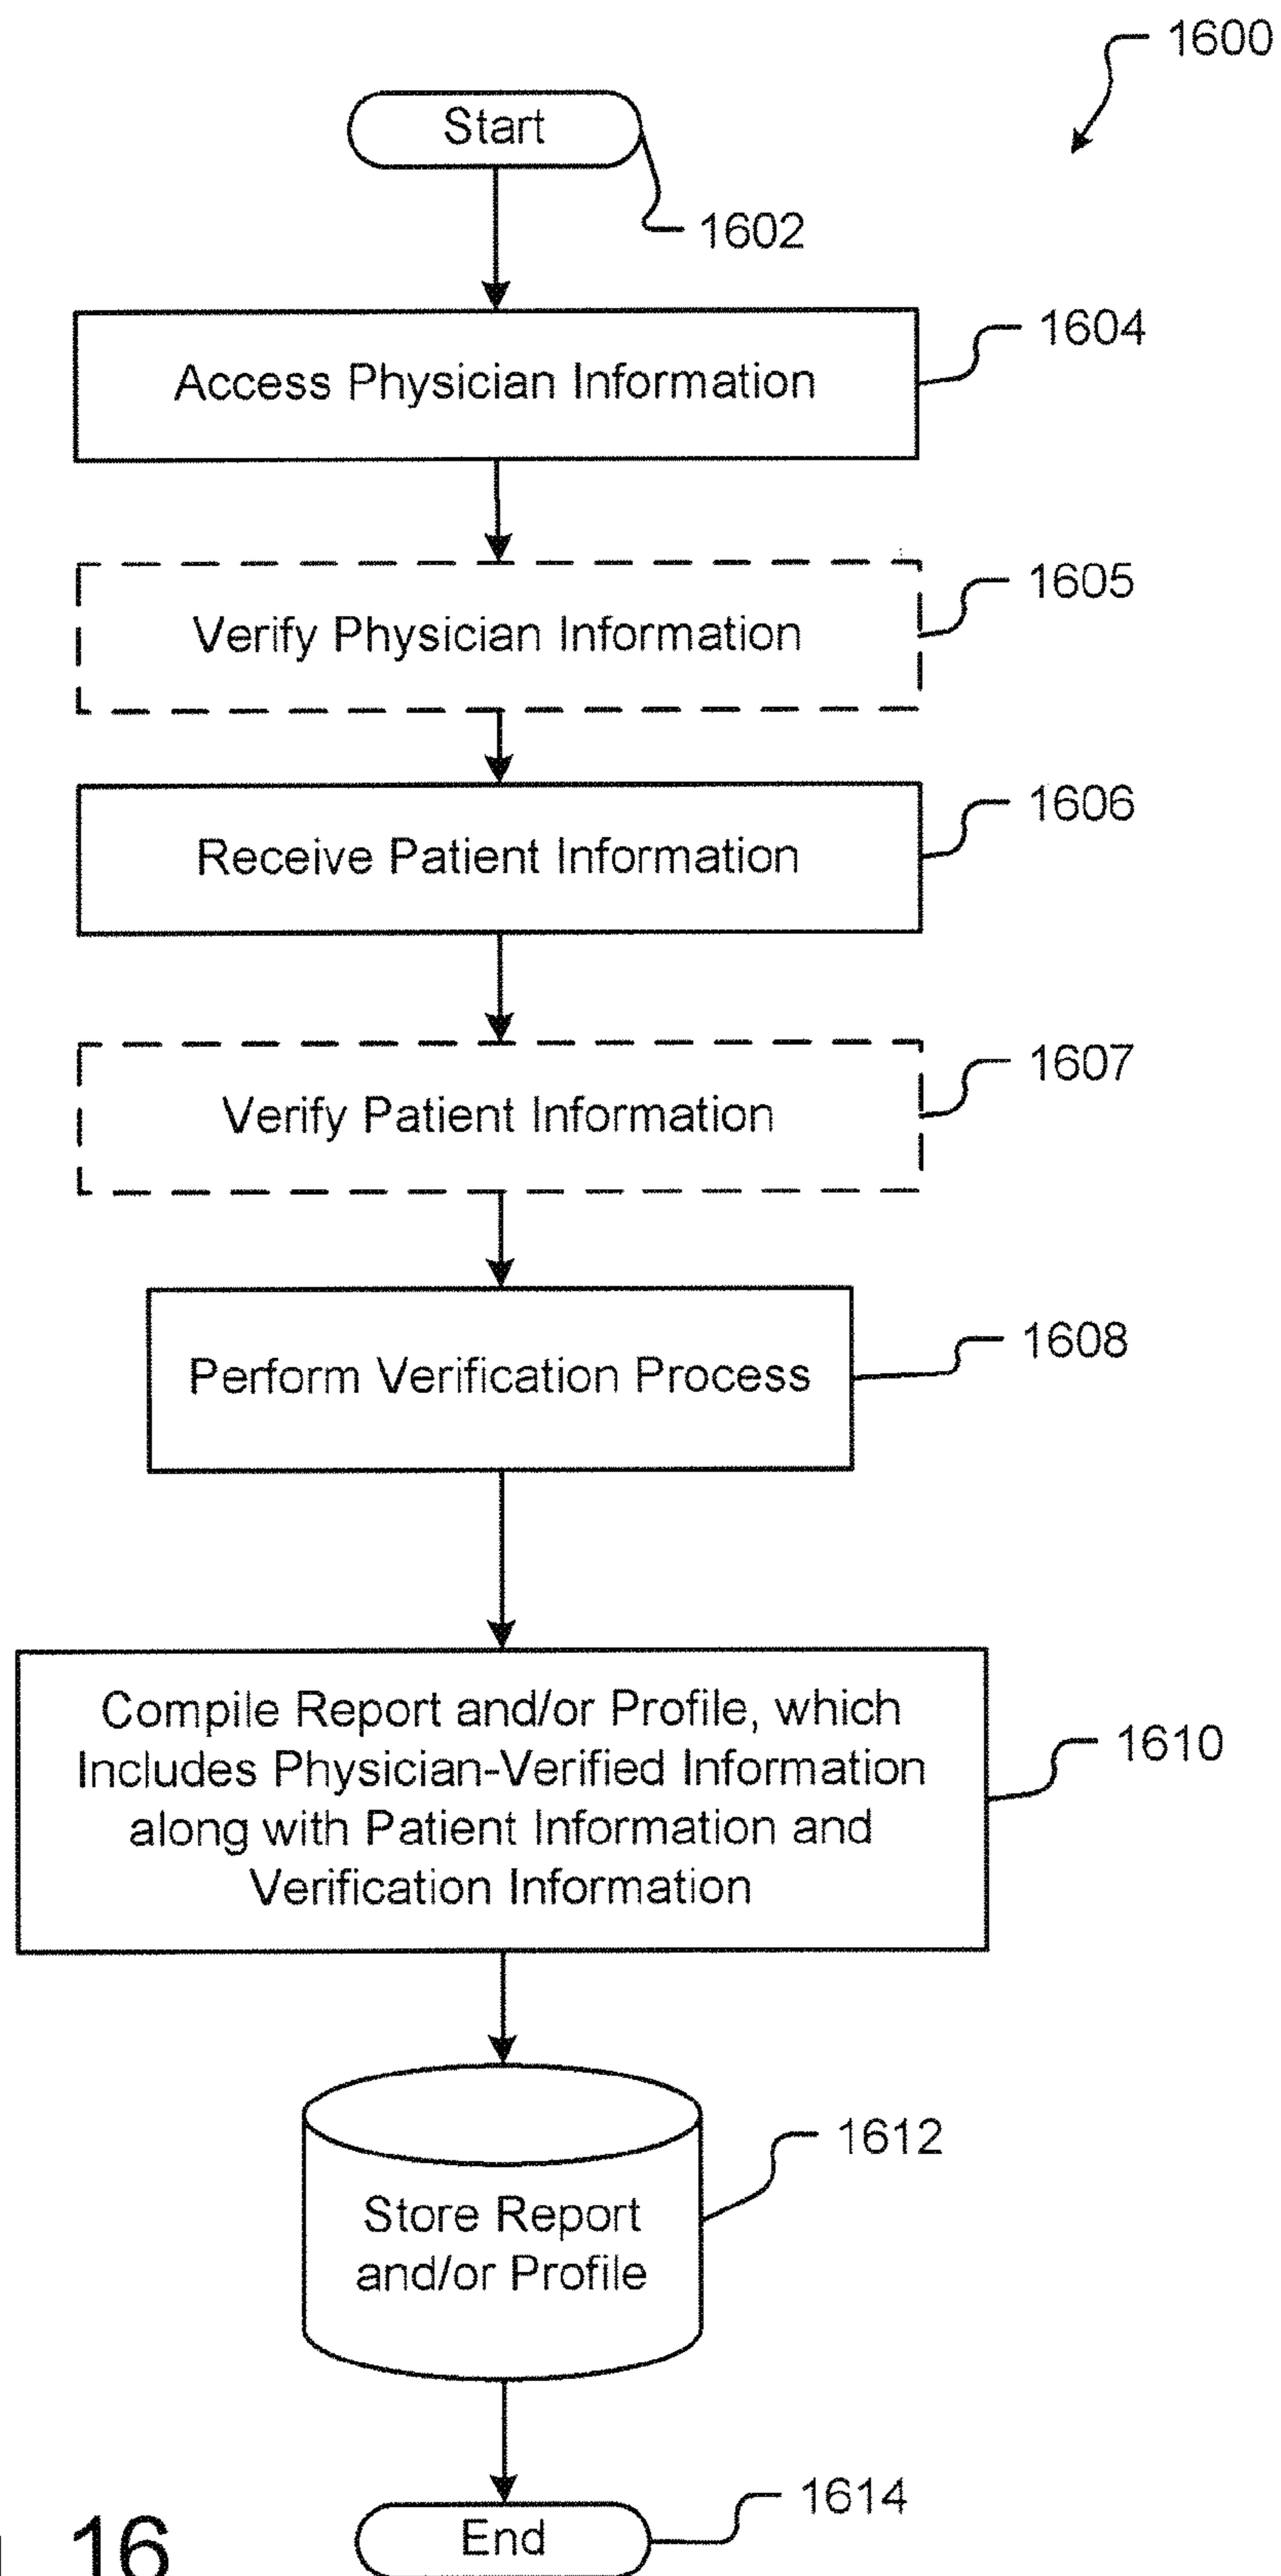 1600
Start
1602
1604
Access Physician Information
1605
Verify Physician Information
1606
Receive Patient Information
1607
Verify Patient Information
1608
Perform Verification Process
Compile Report and/or Profile, which
Includes Physician-Verified Information
along with Patient Information and
Verification Information
1610
1612
Store Report
and/or Profile
1614
End
16